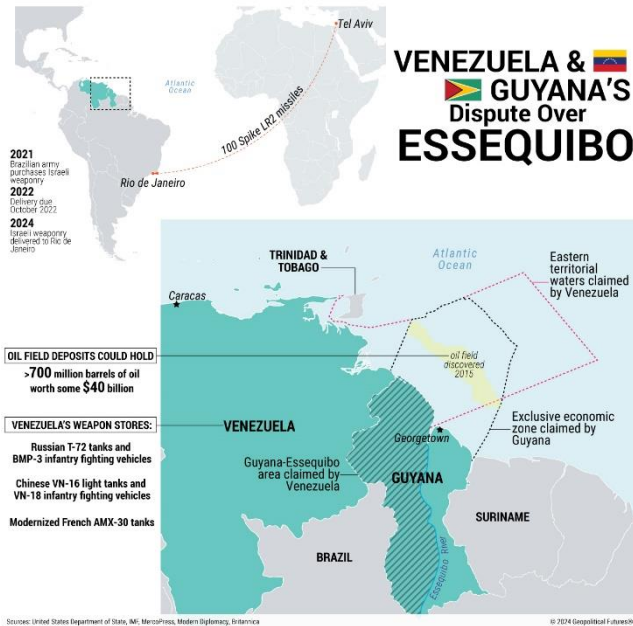 VENEZUELA &
GUYANA'S
Dispute Over
ESSEQUIBO
Tel Aviv
Atlantic
Ocean
100 Spike LR2 missiles
Rio de Janeiro
2021
Brazilian army
purchases Israeli
weaponry
2022
Delivery due
October 2022
2024
Israeli weaponry
delivered to Rio de
Janeiro
TRINIDAD &
TOBAGO
Atlantic
Ocean
Eastern
territorial
waters claimed
by Venezuela
Caracas
OIL FIELD DEPOSITS COULD HOLD
>700 million barrels of oil
worth some $40 billion
oil field
discovered
2015
VENEZUELA'S WEAPON STORES:
Russian T-72 tanks and
BMP-3 infantry fighting vehicles
Chinese VN-16 light tanks and
VN-18 infantry fighting vehicles
Modernized French AMX-30 tanks
VENEZUELA
Georgetown
Exclusive economic
zone claimed by
Guyana
Guyana-Essequibo
area claimed by
Venezuela
GUYANA
SURINAME
BRAZIL
Essequibo River
Sources: United States Department of State, IMF, MercoPress, Modern Diplomacy, Britannica
© 2024 Geopolitical Futures®